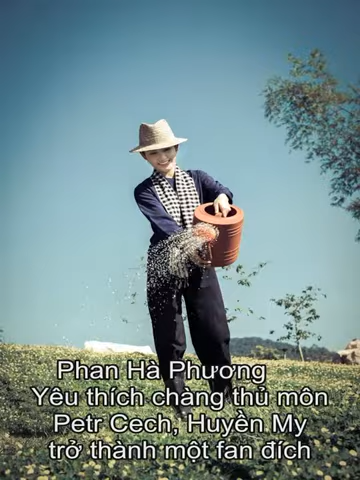 Phan Hà Phương
Yêu thích chàng thủ môn
Petr Cech, Huyền My
trở thành một fan đích